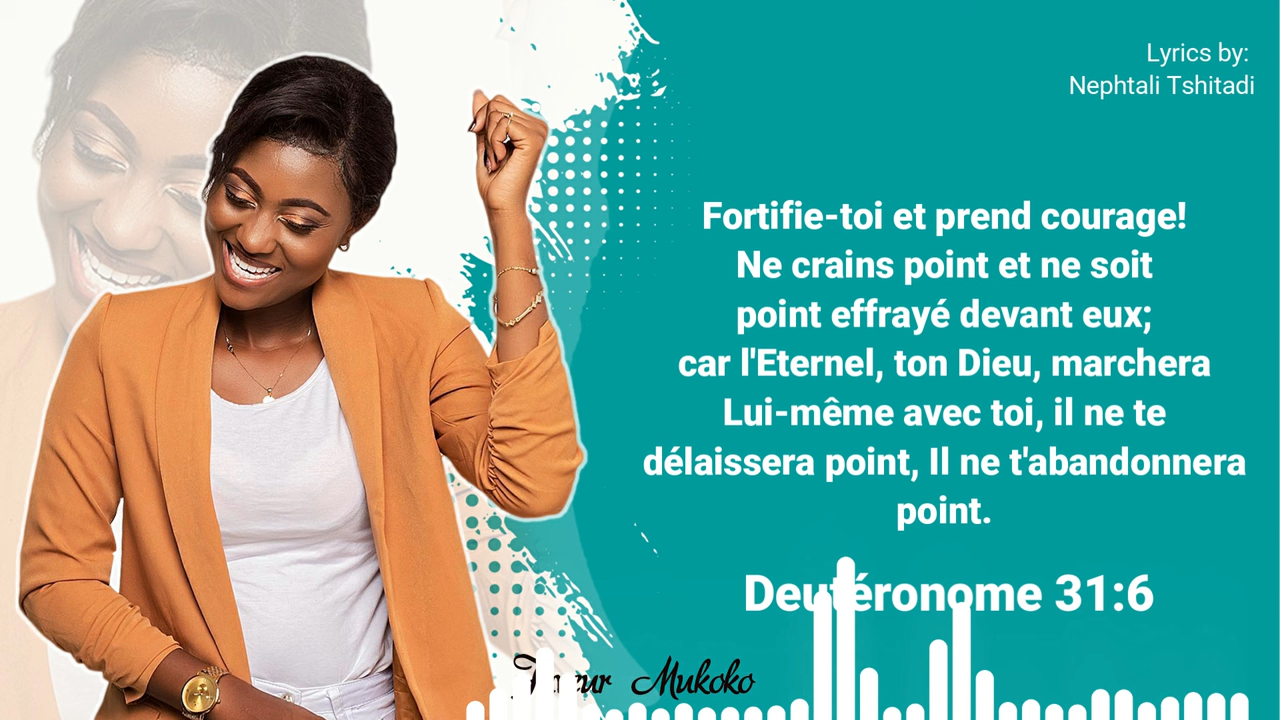 Lyrics by:
Nephtali Tshitadi
Fortifie-toi et prend courage!
Ne crains point et ne soit
point effrayé devant eux;
car l'Eternel, ton Dieu, marchera
Lui-même avec toi, il ne te
délaissera point, Il ne t'abandonnera
point.
Deutéronome 31:6
Mukoko